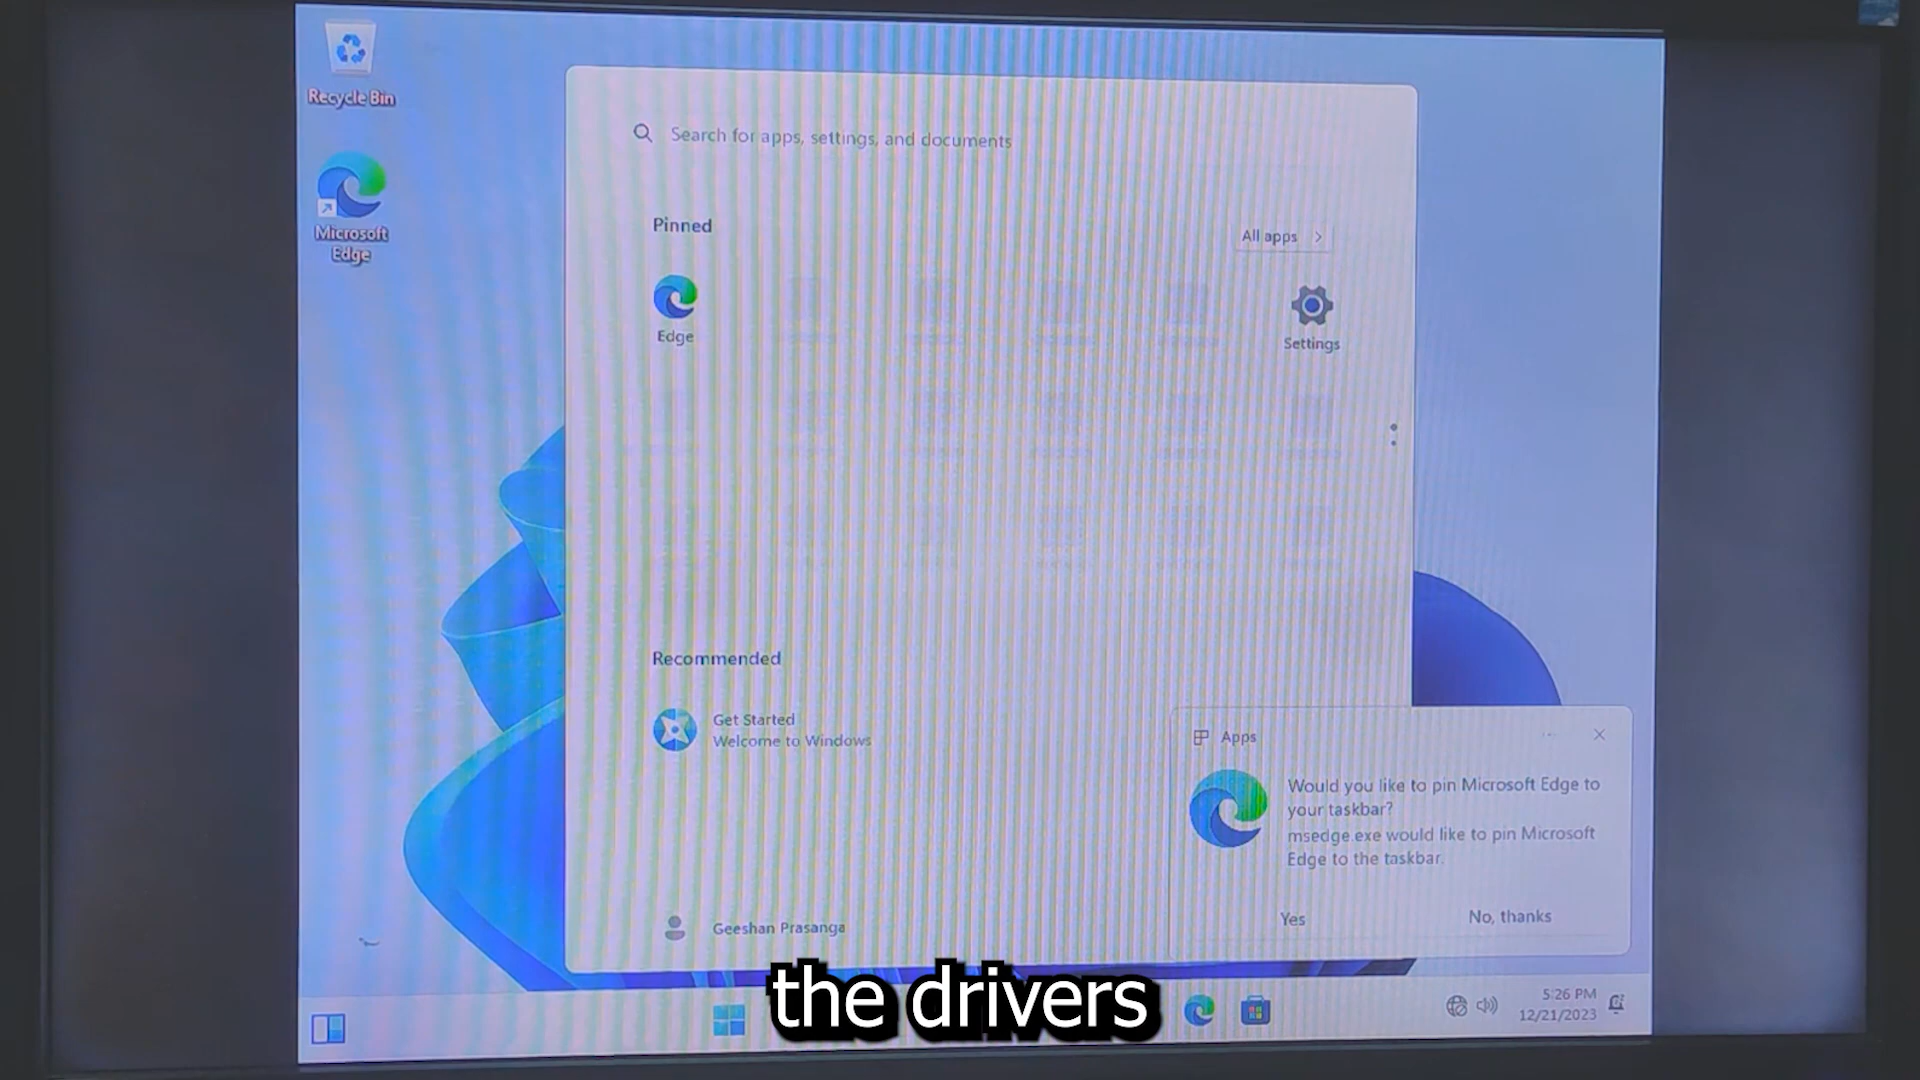 Recycle Bin
Microsoft
Edge
Search for apps, settings, and documents
Pinned
All apps
Edge
Settings
Recommended
Get Started
Welcome to Windows
Geeshan Prasanga
Apps
Would you like to pin Microsoft Edge to
your taskbar?
msedge.exe would like to pin Microsoft
Edge to the taskbar.
Yes
No, thanks
the drivers
5:26 PM
12/21/2023